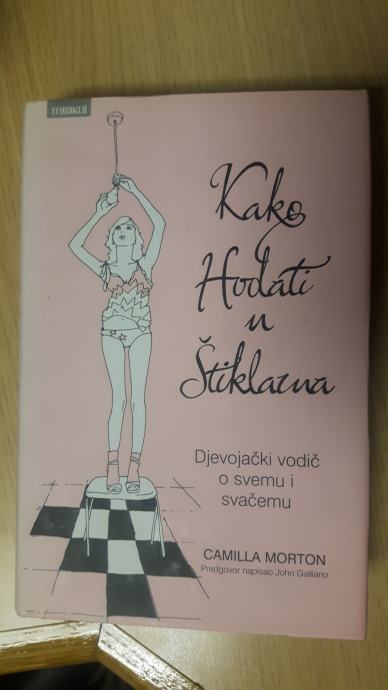 mirakul
Kako
Hodati
u
Štiklama
Djevojački vodič
o svemu i
svačemu
CAMILLA MORTON
Predgovor napisao John Galliano